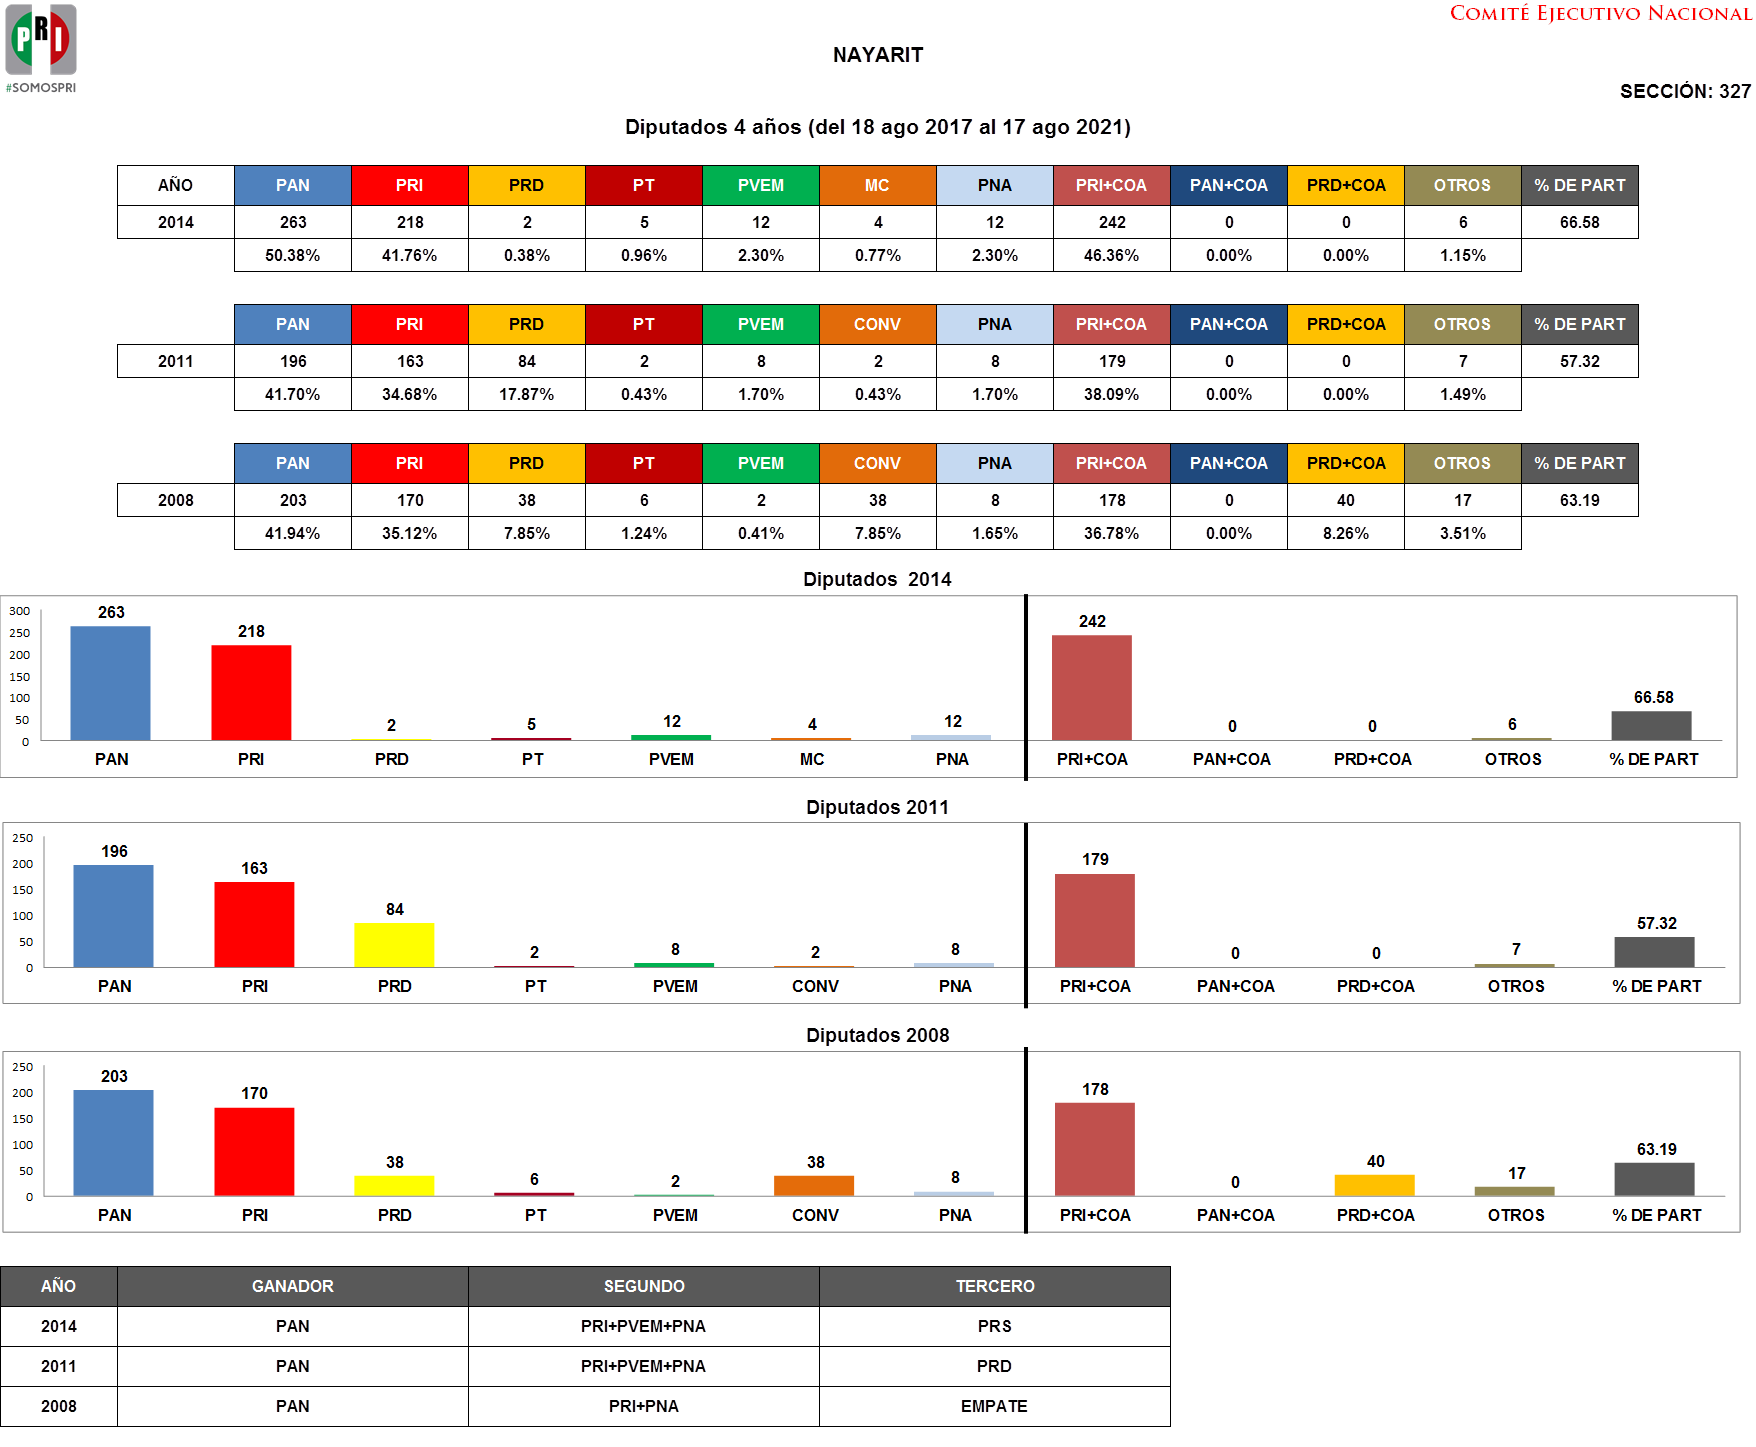 PRI
#SOMOSPRI
COMITÉ EJECUTIVO NACIONAL
NAYARIT
SECCIÓN: 327
Diputados 4 años (del 18 ago 2017 al 17 ago 2021)
AÑO PAN PRI PRD PT PVEM MC PNA PRI+COA PAN+COA PRD+COA OTROS % DE PART
2014 263 218 2 5 12 4 12 242 0 0 6 66.58
50.38% 41.76% 0.38% 0.96% 2.30% 0.77% 2.30% 46.36% 0.00% 0.00% 1.15%
PAN PRI PRD PT PVEM CONV PNA PRI+COA PAN+COA PRD+COA OTROS % DE PART
2011 196 163 84 2 8 2 8 179 0 0 7 57.32
41.70% 34.68% 17.87% 0.43% 1.70% 0.43% 1.70% 38.09% 0.00% 0.00% 1.49%
PAN PRI PRD PT PVEM CONV PNA PRI+COA PAN+COA PRD+COA OTROS % DE PART
2008 203 170 38 6 2 38 8 178 0 40 17 63.19
41.94% 35.12% 7.85% 1.24% 0.41% 7.85% 1.65% 36.78% 0.00% 8.26% 3.51%
Diputados 2014
300
250
200
150
100
50
0
263 218 2 5 12 4 12 242 0 0 6 66.58
PAN PRI PRD PT PVEM MC PNA PRI+COA PAN+COA PRD+COA OTROS % DE PART
Diputados 2011
250
200
150
100
50
0
196 163 84 2 8 2 8 179 0 0 7 57.32
PAN PRI PRD PT PVEM CONV PNA PRI+COA PAN+COA PRD+COA OTROS % DE PART
Diputados 2008
250
200
150
100
50
0
203 170 38 6 2 38 8 178 0 40 17 63.19
PAN PRI PRD PT PVEM CONV PNA PRI+COA PAN+COA PRD+COA OTROS % DE PART
AÑO GANADOR SEGUNDO TERCERO
2014 PAN PRI+PVEM+PNA PRS
2011 PAN PRI+PVEM+PNA PRD
2008 PAN PRI+PNA EMPATE